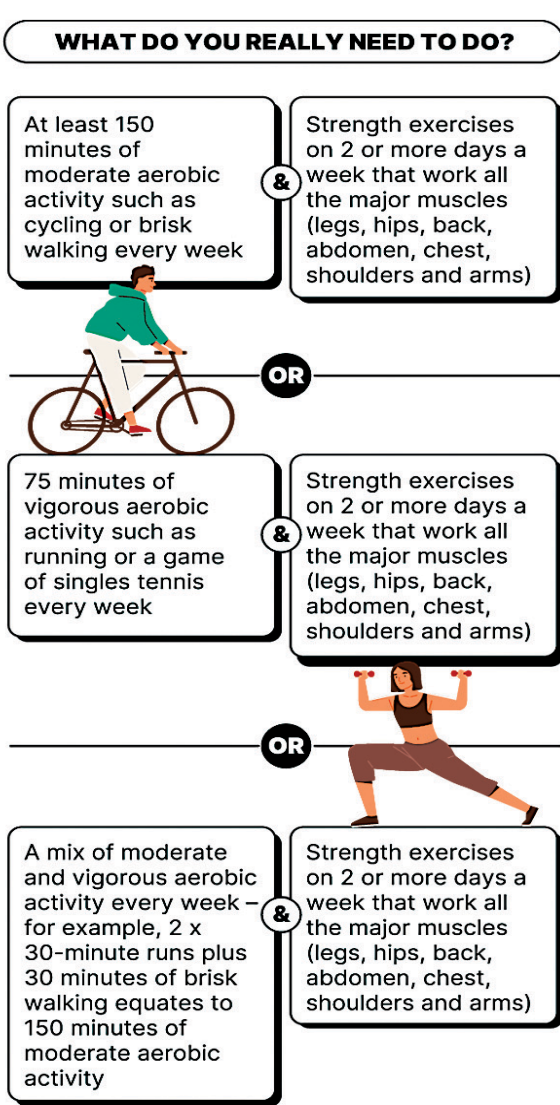 WHAT DO YOU REALLY NEED TO DO?
At least 150
minutes of
moderate aerobic
activity such as
cycling or brisk
walking every week
&
Strength exercises
on 2 or more days a
week that work all
the major muscles
(legs, hips, back,
abdomen, chest,
shoulders and arms)
OR
75 minutes of
vigorous aerobic
activity such as
running or a game
of singles tennis
every week
&
Strength exercises
on 2 or more days a
week that work all
the major muscles
(legs, hips, back,
abdomen, chest,
shoulders and arms)
OR
A mix of moderate
and vigorous aerobic
activity every week –
for example, 2 x
30-minute runs plus
30 minutes of brisk
walking equates to
150 minutes of
moderate aerobic
activity
&
Strength exercises
on 2 or more days a
week that work all
the major muscles
(legs, hips, back,
abdomen, chest,
shoulders and arms)